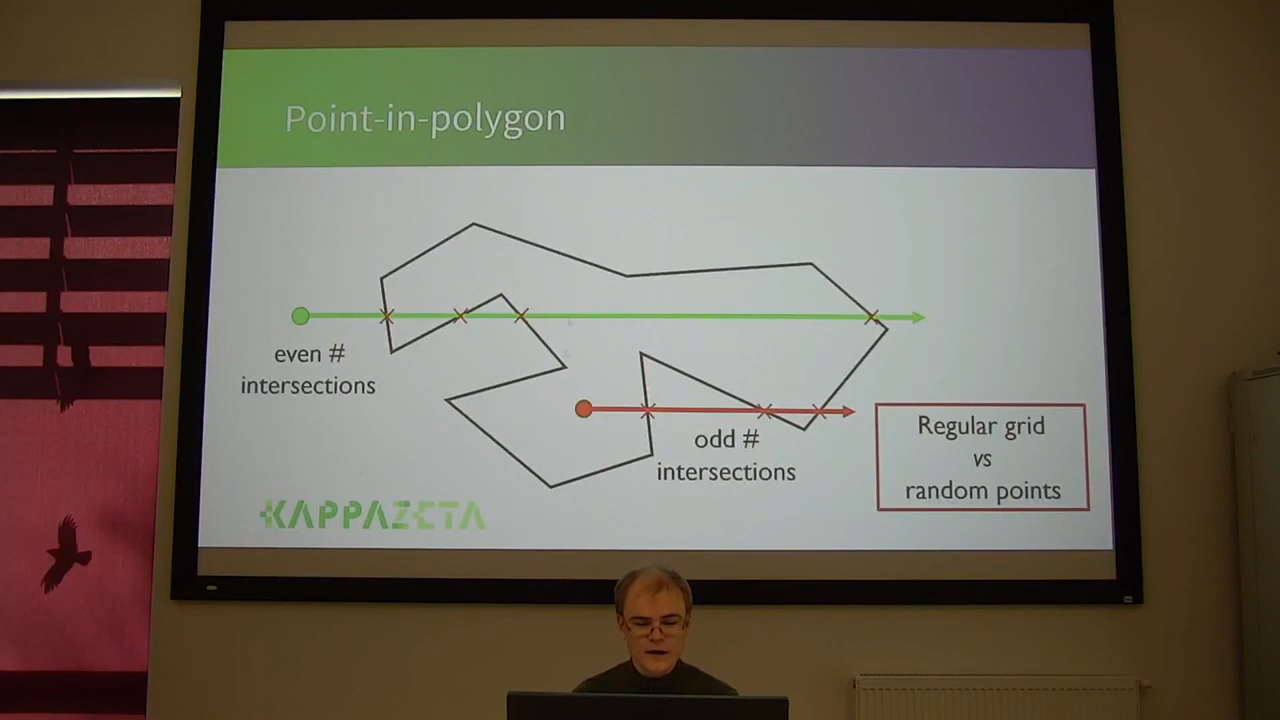 Point-in-polygon
even #
intersections
odd #
intersections
Regular grid
vs
random points
KAPPAZETA